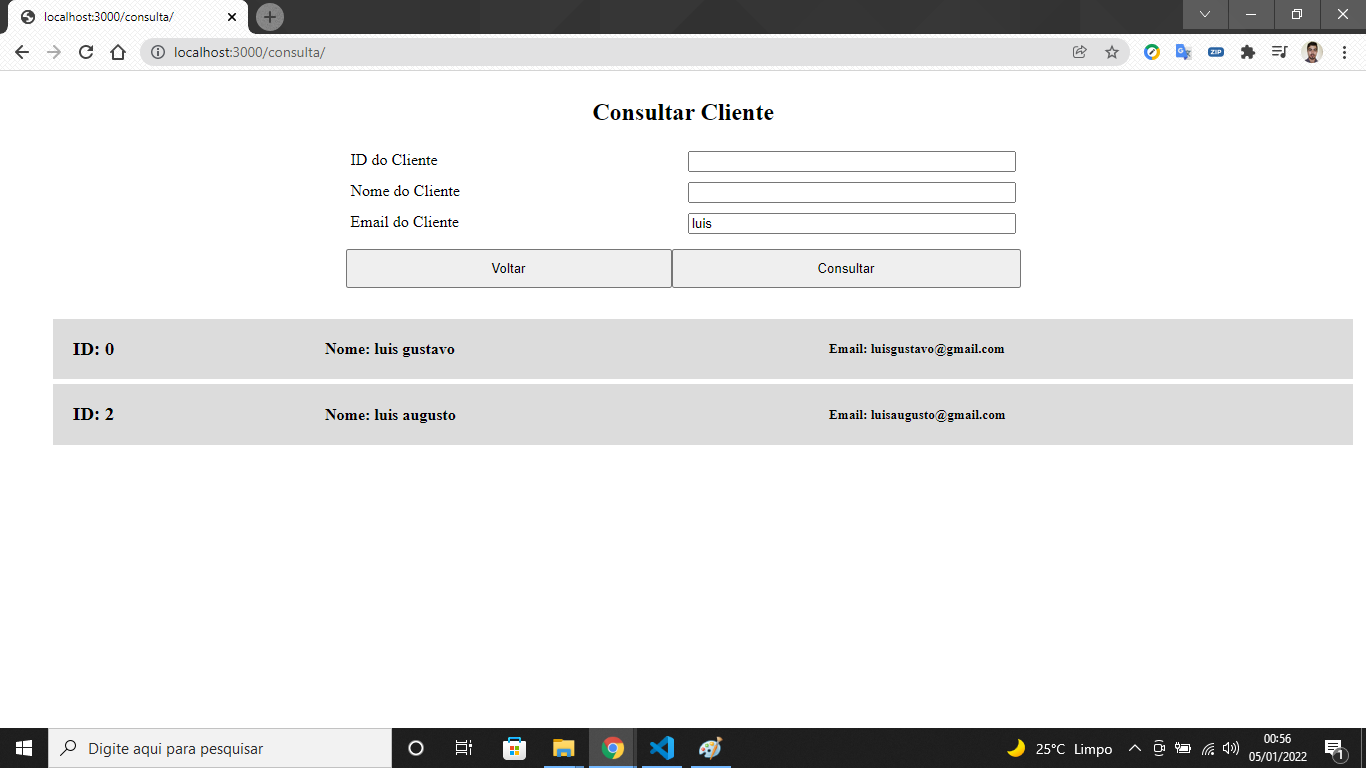 localhost:3000/consulta/
localhost:3000/consulta/
ZIP
Consultar Cliente
ID do Cliente
Nome do Cliente
Email do Cliente luis
Voltar Consultar
ID: 0 Nome: luis gustavo Email: luisgustavo@gmail.com
ID: 2 Nome: luis augusto Email: luisaugusto@gmail.com
Digite aqui para pesquisar
25°C Limpo
00:56
05/01/2022
1